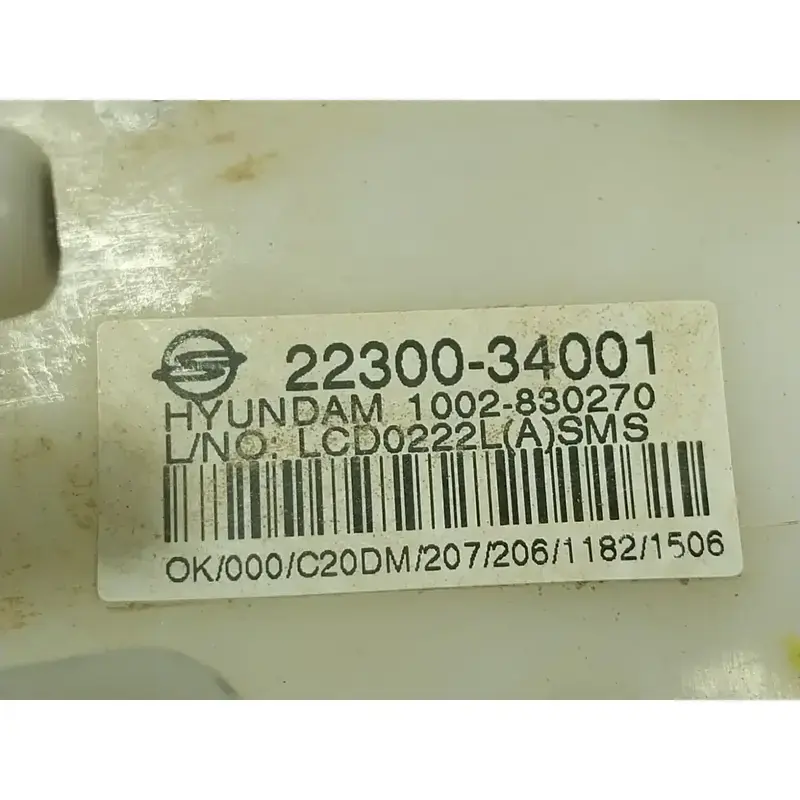 22300-34001
HYUNDAM 1002-830270
L/NO: LCD0222L(A)SMS
OK/000/C20DM/207/206/1182/1506